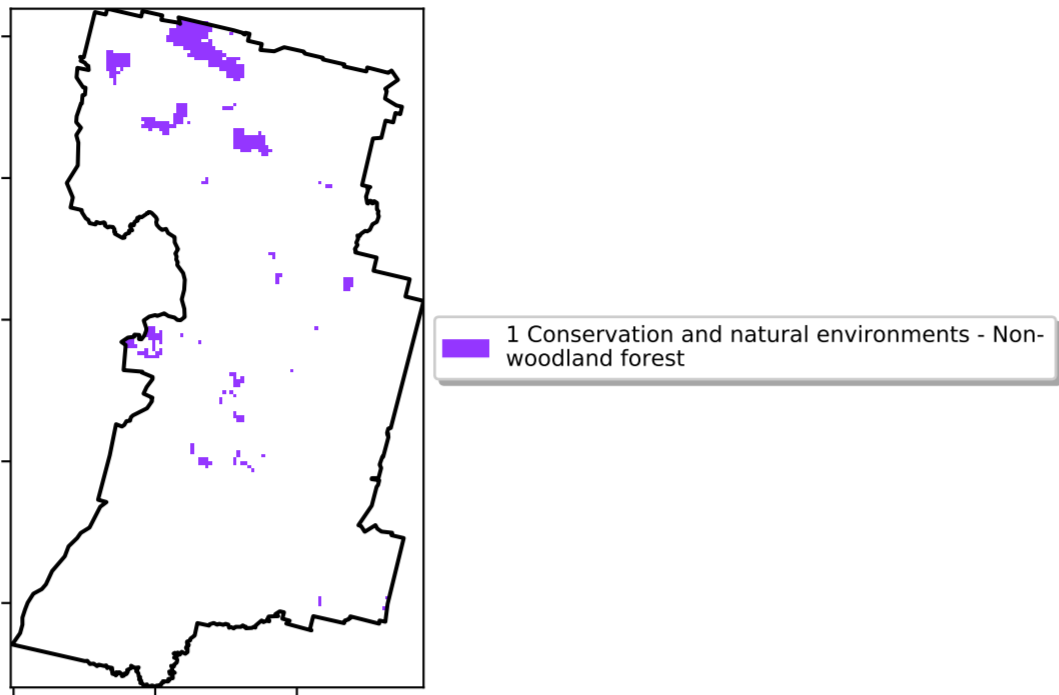 1 Conservation and natural environments - Non-
woodland forest